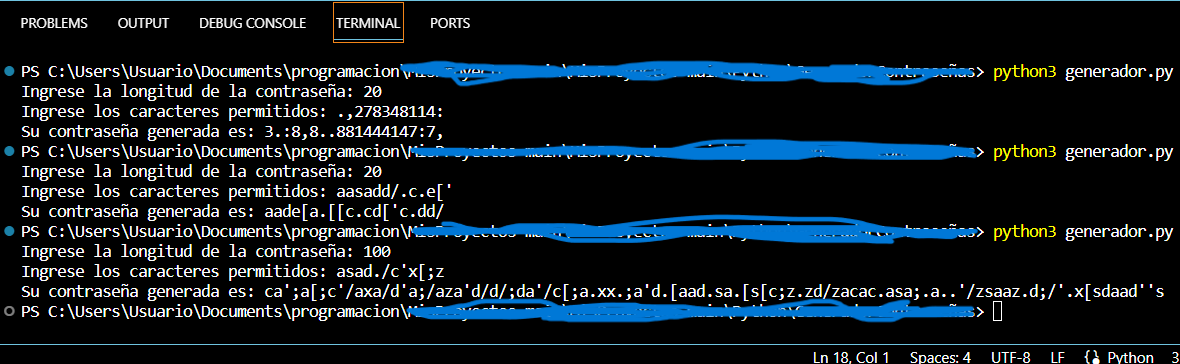 PROBLEMS OUTPUT DEBUG CONSOLE TERMINAL PORTS
PS C:\Users\Usuario\Documents\programacion\ python3 generador.py
Ingrese la longitud de la contraseña: 20
Ingrese los caracteres permitidos: .,278348114:
Su contraseña generada es: 3.:8,8..881444147:7,
PS C:\Users\Usuario\Documents\programacion\ python3 generador.py
Ingrese la longitud de la contraseña: 20
Ingrese los caracteres permitidos: aasadd/.c.e['
Su contraseña generada es: aade[a.[[c.cd['c.dd/
PS C:\Users\Usuario\Documents\programacion\ python3 generador.py
Ingrese la longitud de la contraseña: 100
Ingrese los caracteres permitidos: asad./c'x[;z
Su contraseña generada es: ca';a[;c'/axa/d'a;/aza'd/d/;da'/c[;a.xx.;a'd.[aad.sa.[s[c;z.zd/zacac.asa;.a..'/zsaaz.d;/'.x[sdaad''s
PS C:\Users\Usuario\Documents\programacion\
Ln 18, Col 1 Spaces: 4 UTF-8 LF Python 3